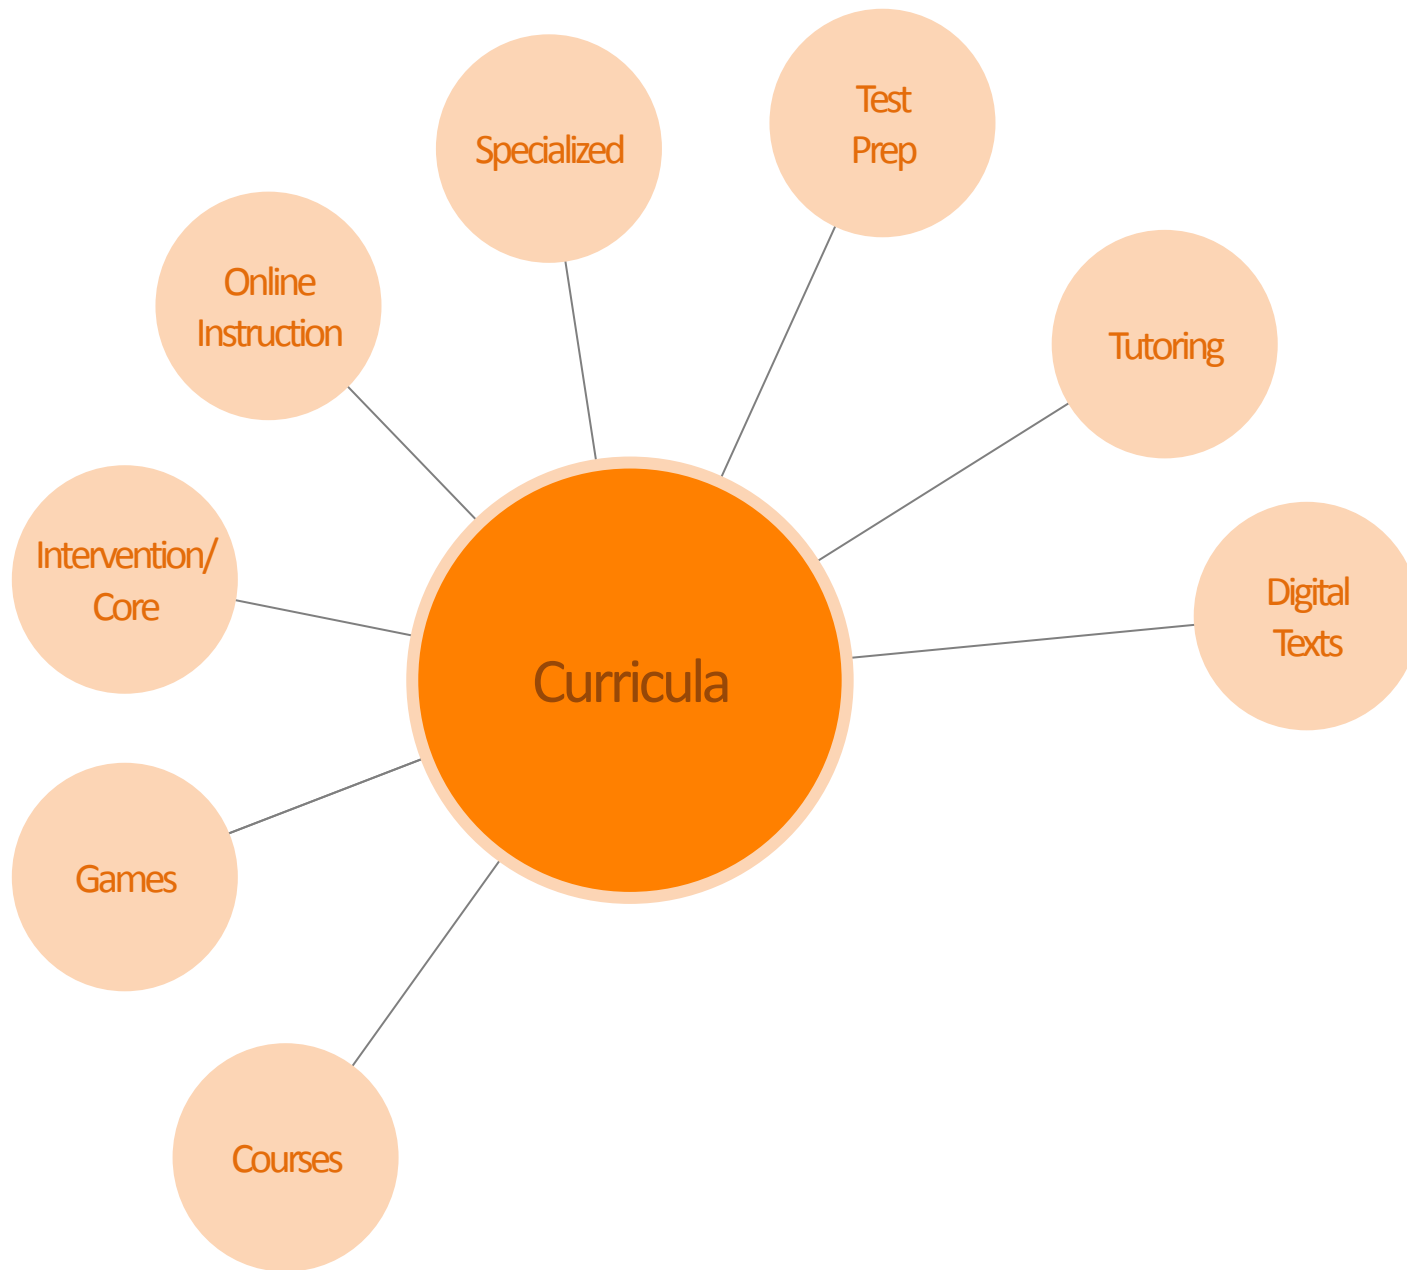 Test
Prep
Specialized
Online
Instruction
Tutoring
Intervention/
Core
Digital
Texts
Curricula
Games
Courses